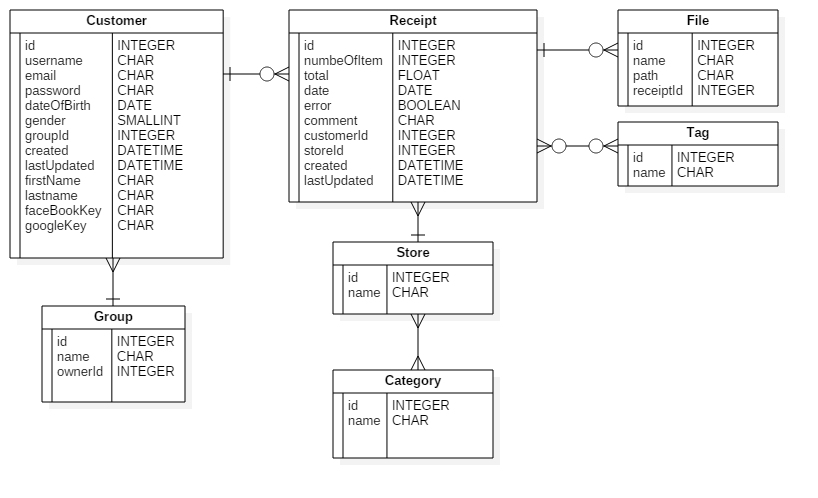 Customer
id INTEGER
username CHAR
email CHAR
password CHAR
dateOfBirth DATE
gender SMALLINT
groupId INTEGER
created DATETIME
lastUpdated DATETIME
firstName CHAR
lastname CHAR
faceBookKey CHAR
googleKey CHAR
Receipt
id INTEGER
numbeOfItem INTEGER
total FLOAT
date DATE
error BOOLEAN
comment CHAR
customerId INTEGER
storeId INTEGER
created DATETIME
lastUpdated DATETIME
File
id INTEGER
name CHAR
path CHAR
receiptId INTEGER
Tag
id INTEGER
name CHAR
Store
id INTEGER
name CHAR
Group
id INTEGER
name CHAR
ownerId INTEGER
Category
id INTEGER
name CHAR